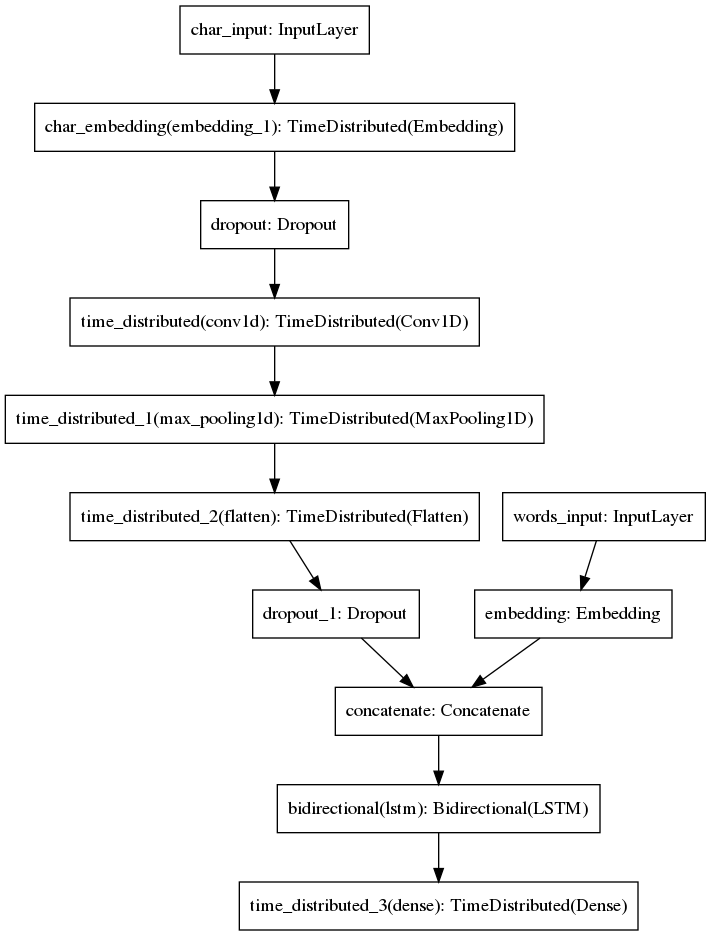 char_input: InputLayer
char_embedding(embedding_1): TimeDistributed(Embedding)
dropout: Dropout
time_distributed(conv1d): TimeDistributed(Conv1D)
time_distributed_1(max_pooling1d): TimeDistributed(MaxPooling1D)
time_distributed_2(flatten): TimeDistributed(Flatten)
words_input: InputLayer
dropout_1: Dropout
embedding: Embedding
concatenate: Concatenate
bidirectional(lstm): Bidirectional(LSTM)
time_distributed_3(dense): TimeDistributed(Dense)